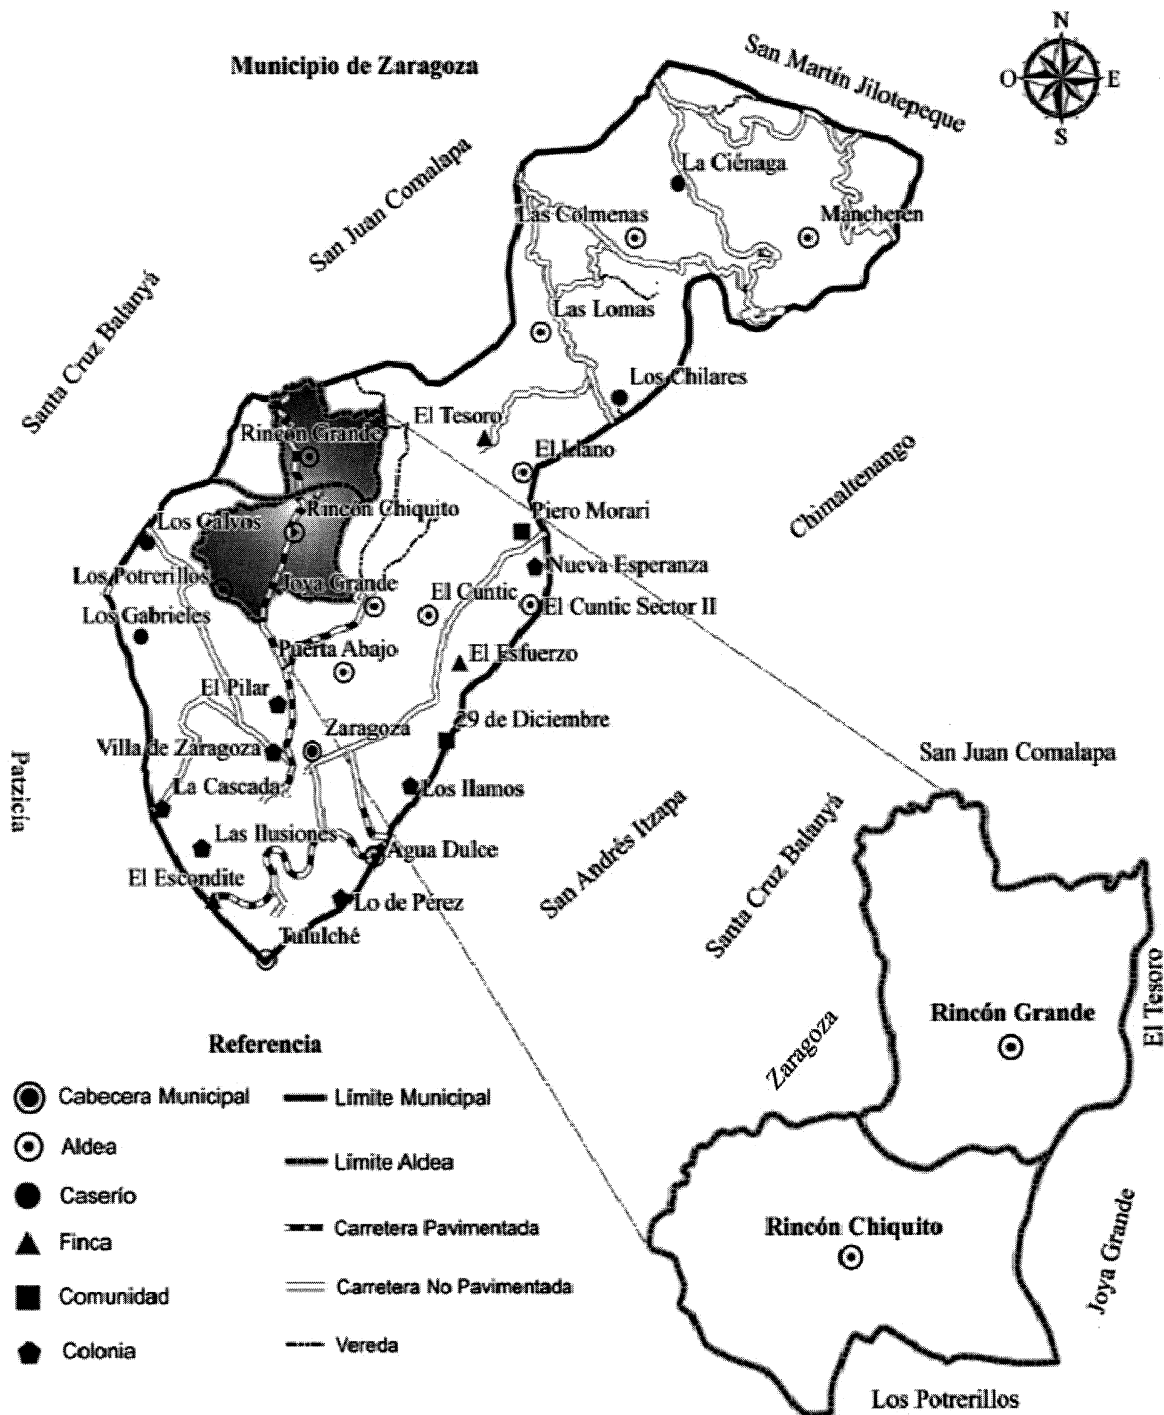 N
O
E
S
Municipio de Zaragoza
San Martín Jilotepeque
San Juan Comalapa
Santa Cruz Balanyá
La Ciénaga
Las Colmenas
Mancheren
Las Lomas
Los Chilares
El Tesoro
Rincón Grande
El Llano
Chimaltenango
Rincón Chiquito
Piero Morari
Los Calvos
Nueva Esperanza
Los Potrerillos
Joya Grande
El Cuntic
El Cuntic Sector II
Los Gabrieles
Puerta Abajo
El Esfuerzo
El Pilar
29 de Diciembre
Zaragoza
Villa de Zaragoza
Patzicía
La Cascada
Los Ilamos
Las Ilusiones
Agua Dulce
El Escondite
Lo de Pérez
Tululché
San Andrés Itzapa
San Juan Comalapa
Santa Cruz Balanyá
Zaragoza
Rincón Grande
El Tesoro
Rincón Chiquito
Joya Grande
Los Potrerillos
Referencia
Cabecera Municipal
Aldea
Caserío
Finca
Comunidad
Colonia
Límite Municipal
Límite Aldea
Carretera Pavimentada
Carretera No Pavimentada
Vereda